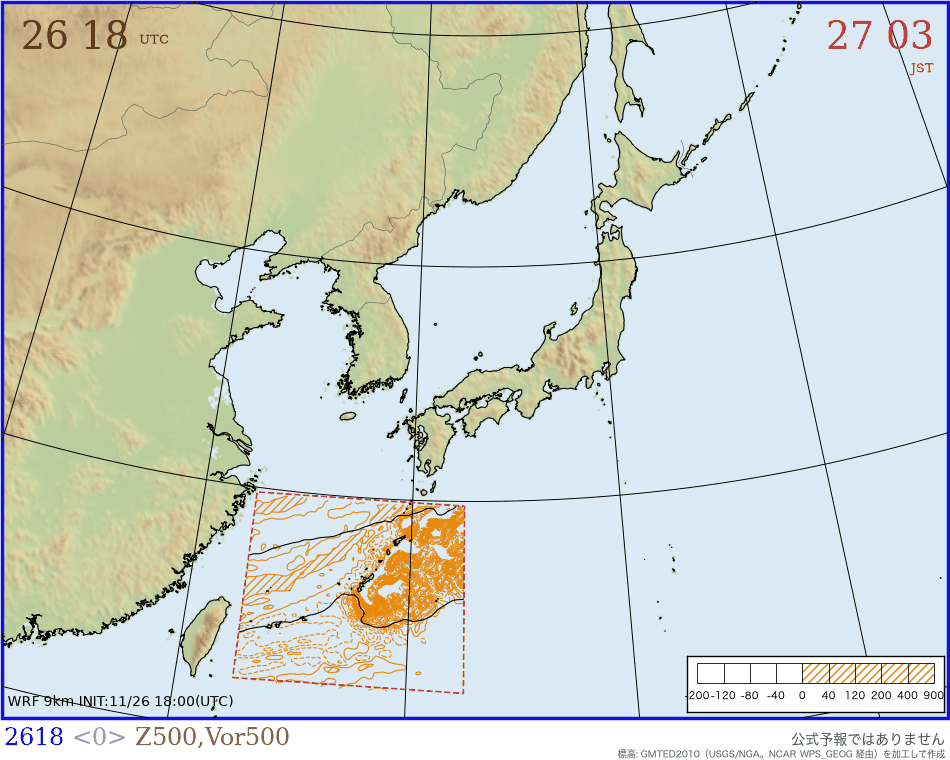 26 18 UTC
27 03
JST
-200 -120 -80 -40 0 40 120 200 400 900
WRF 9km INIT:11/26 18:00(UTC)
2618 <0> Z500,Vor500
公式予報ではありません
標高: GMTED2010（USGS/NGA。NCAR WPS_GEOG 経由）を加工して作成